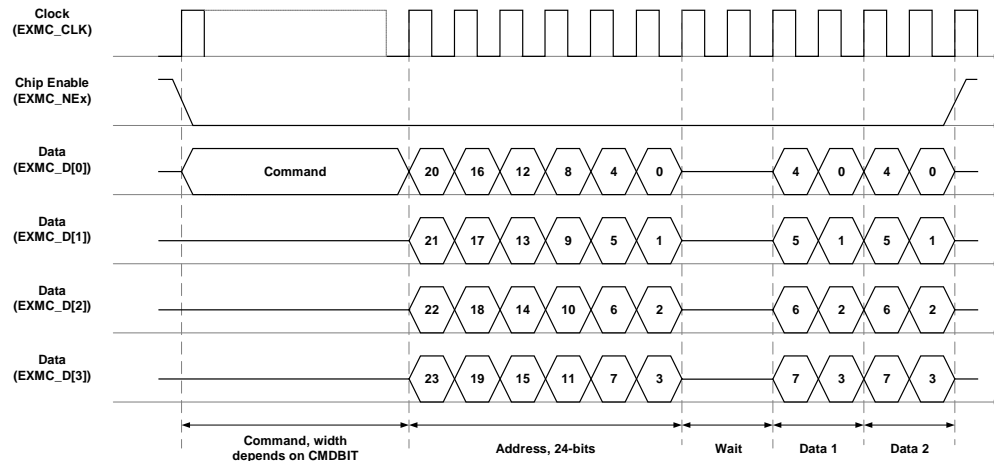 Clock
(EXMC_CLK)
Chip Enable
(EXMC_NEx)
Data
(EXMC_D[0])
Command
20 16 12 8 4 0 4 0 4 0
Data
(EXMC_D[1])
21 17 13 9 5 1 5 1 5 1
Data
(EXMC_D[2])
22 18 14 10 6 2 6 2 6 2
Data
(EXMC_D[3])
23 19 15 11 7 3 7 3 7 3
Command, width
depends on CMDBIT
Address, 24-bits
Wait
Data 1
Data 2